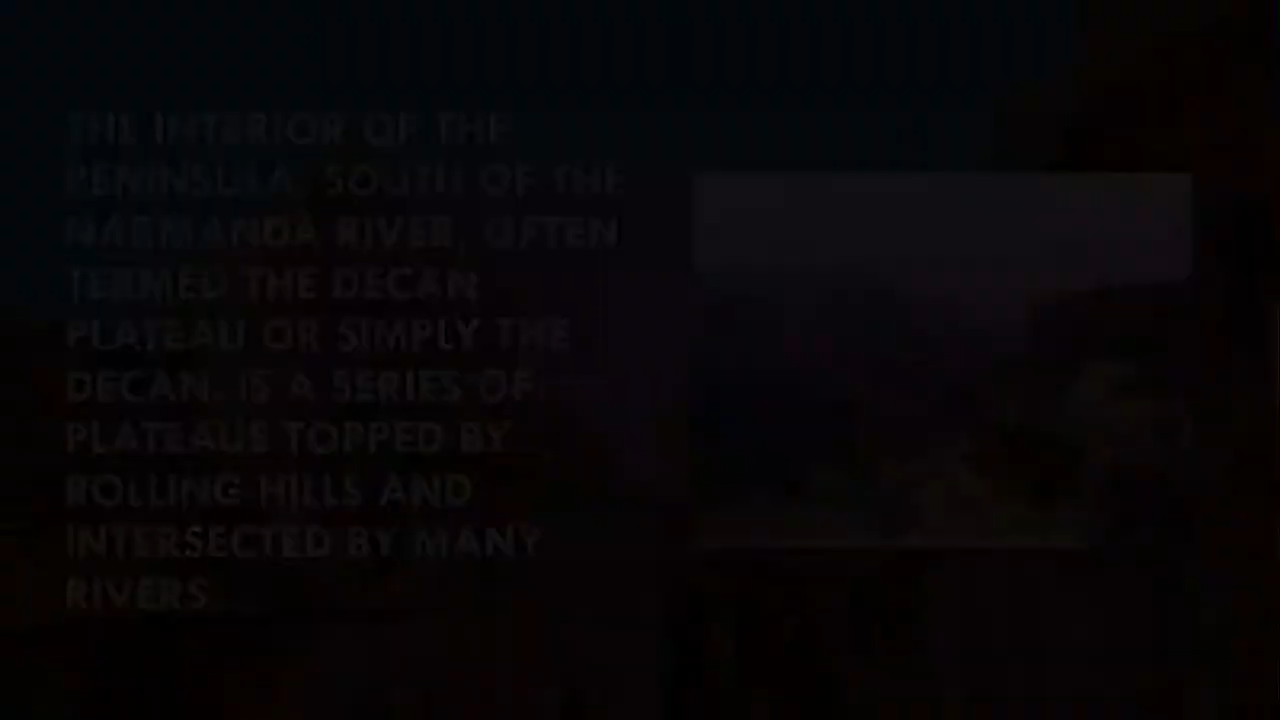 THE INTERIOR OF THE
PENINSULA, SOUTH OF THE
NARMANDA RIVER, OFTEN
TERMED THE DECAN
PLATEAU OR SIMPLY THE
DECAN, IS A SERIES OF
PLATEAUS TOPPED BY
ROLLING HILLS AND
INTERSECTED BY MANY
RIVERS